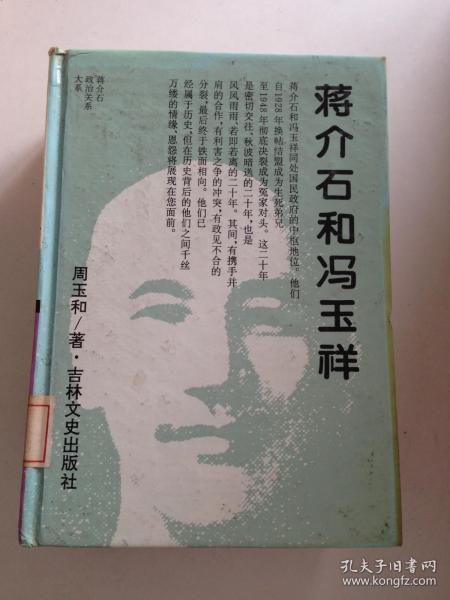 蒋介石和冯玉祥
蒋介石和冯玉祥同处国民政府的中枢地位。他们
自1928年换帖结盟成为生死弟兄
至1948年彻底决裂成为冤家对头。这二十年
是密切交往、秋波暗送的二十年，也是
风风雨雨、若即若离的二十年。其间，有携手并
肩的合作，有利害之争的冲突，有政见不合的
分裂，最后终于铁面相向。他们已
经属于历史，但在历史背后的他们之间千丝
万缕的情缘、恩怨将展现在您面前。
蒋介石
政治关系
大系
周玉和/著·吉林文史出版社
孔夫子旧书网
www.kongfz.com